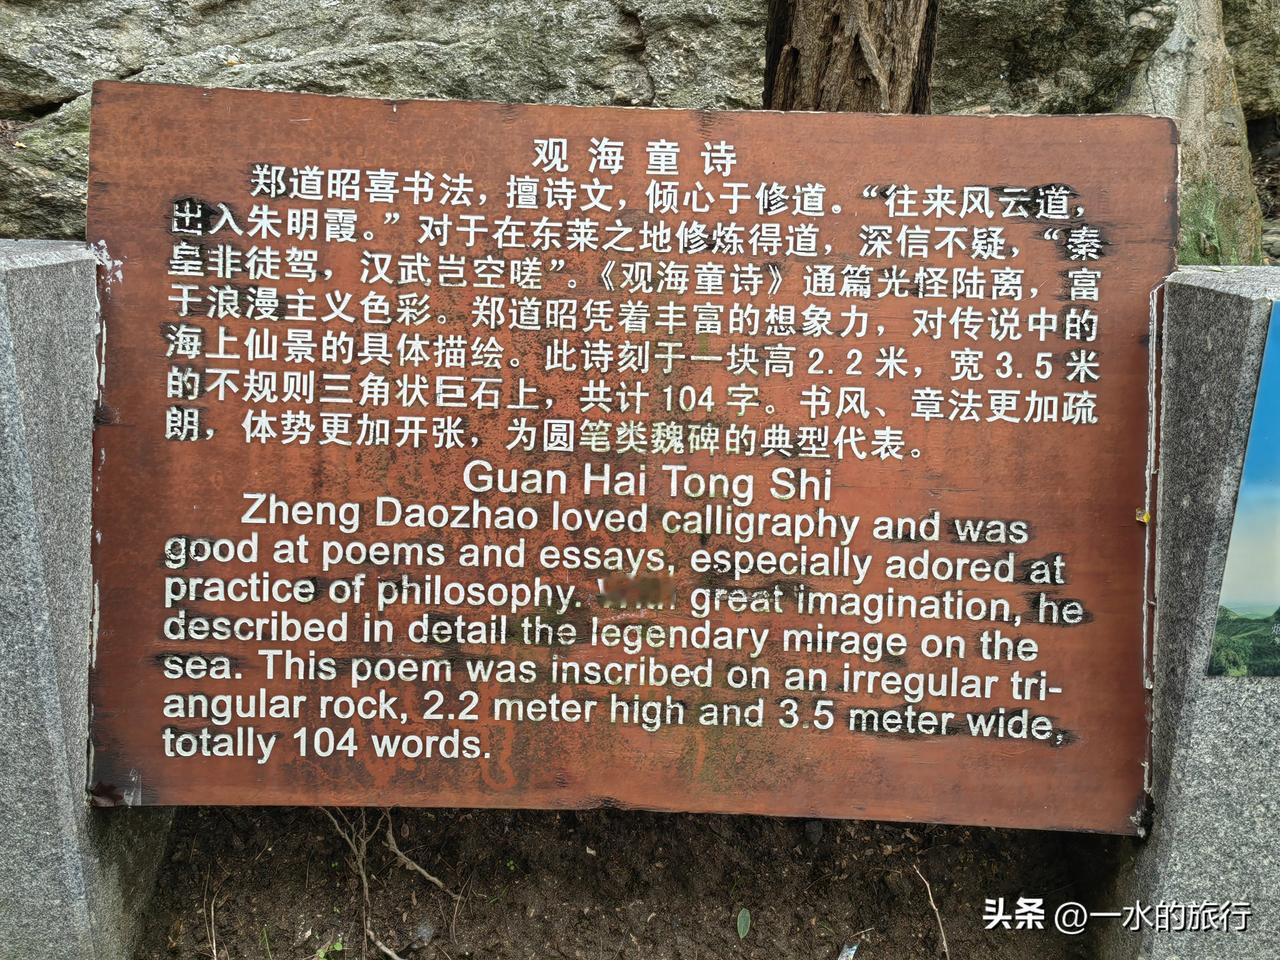 观海童诗
郑道昭喜书法，擅诗文，倾心于修道。“往来风云道，
出入朱明霞。”对于在东莱之地修炼得道，深信不疑，“秦
皇非徒驾，汉武岂空嗟”。《观海童诗》通篇光怪陆离，富
于浪漫主义色彩。郑道昭凭着丰富的想象力，对传说中的
海上仙景的具体描绘。此诗刻于一块高2.2米，宽3.5米
的不规则三角状巨石上，共计104字。书风、章法更加疏
朗，体势更加开张，为圆笔类魏碑的典型代表。
Guan Hai Tong Shi
Zheng Daozhao loved calligraphy and was
good at poems and essays, especially adored at
practice of philosophy. great imagination, he
described in detail the legendary mirage on the
sea. This poem was inscribed on an irregular tri-
angular rock, 2.2 meter high and 3.5 meter wide,
totally 104 words.
头条 @一水的旅行